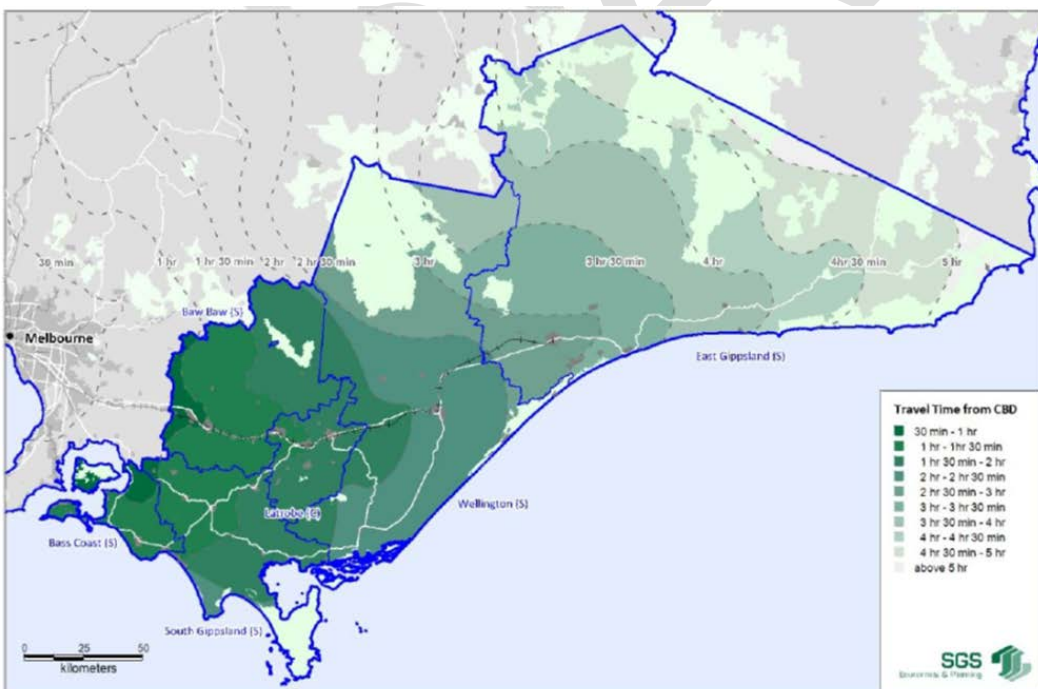 30 min
1 hr
1 hr 30 min
2 hr
2 hr 30 min
3 hr
3 hr 30 min
4 hr
4hr 30 min
5 hr
Baw Baw (S)
Melbourne
East Gippsland (S)
Wellington (S)
Latrobe (C)
Bass Coast (S)
South Gippsland (S)
0 25 50
kilometers
Travel Time from CBD
30 min - 1 hr
1 hr - 1hr 30 min
1 hr 30 min - 2 hr
2 hr - 2 hr 30 min
2 hr 30 min - 3 hr
3 hr - 3 hr 30 min
3 hr 30 min - 4 hr
4 hr - 4 hr 30 min
4 hr 30 min - 5 hr
above 5 hr
SGS
Economics & Planning